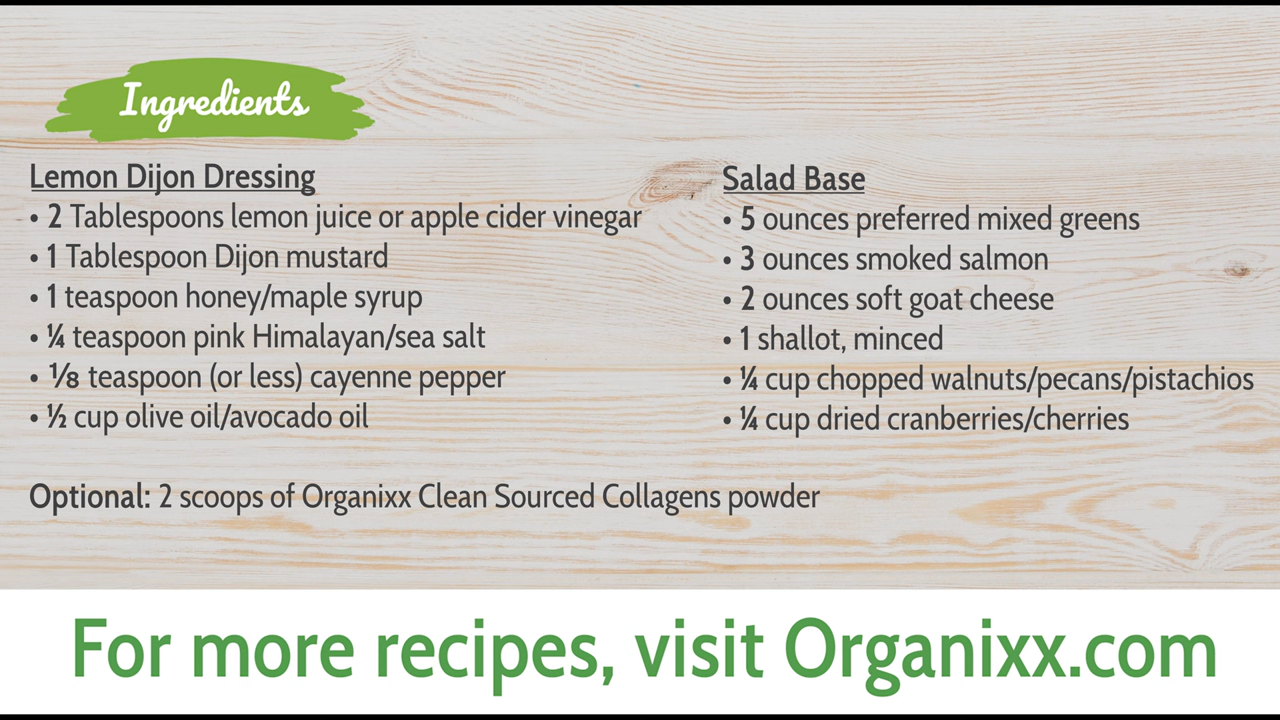 Ingredients
Lemon Dijon Dressing
• 2 Tablespoons lemon juice or apple cider vinegar
• 1 Tablespoon Dijon mustard
• 1 teaspoon honey/maple syrup
• ¼ teaspoon pink Himalayan/sea salt
• ⅛ teaspoon (or less) cayenne pepper
• ½ cup olive oil/avocado oil
Salad Base
• 5 ounces preferred mixed greens
• 3 ounces smoked salmon
• 2 ounces soft goat cheese
• 1 shallot, minced
• ¼ cup chopped walnuts/pecans/pistachios
• ¼ cup dried cranberries/cherries
Optional: 2 scoops of Organixx Clean Sourced Collagens powder
For more recipes, visit Organixx.com